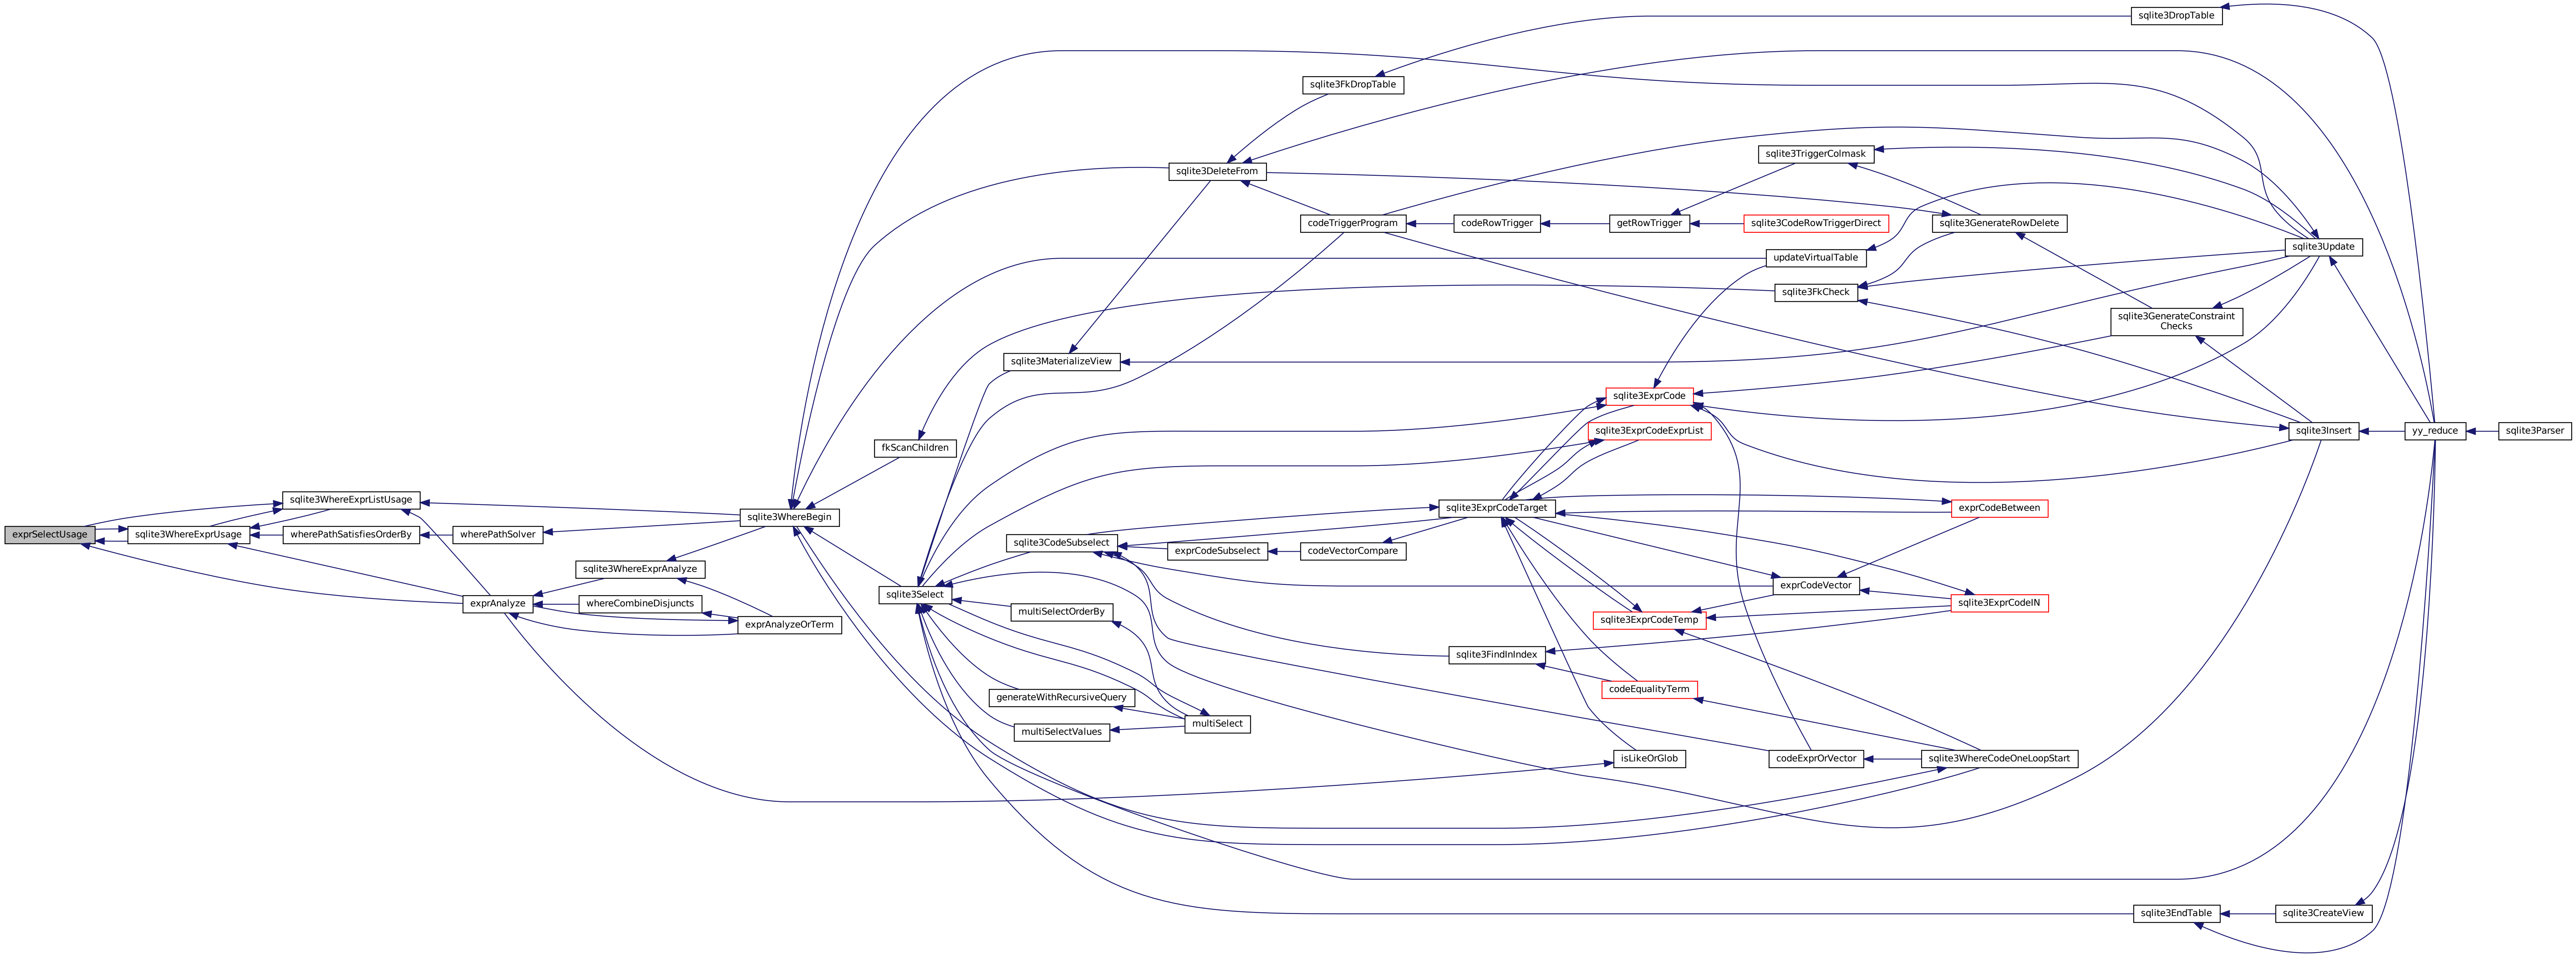 sqlite3DropTable
sqlite3FkDropTable
sqlite3TriggerColmask
sqlite3DeleteFrom
codeTriggerProgram
codeRowTrigger
getRowTrigger
sqlite3CodeRowTriggerDirect
sqlite3GenerateRowDelete
sqlite3Update
updateVirtualTable
sqlite3FkCheck
sqlite3GenerateConstraint
Checks
sqlite3MaterializeView
sqlite3ExprCode
sqlite3ExprCodeExprList
sqlite3Insert
yy_reduce
sqlite3Parser
fkScanChildren
sqlite3WhereExprListUsage
sqlite3WhereBegin
sqlite3ExprCodeTarget
exprCodeBetween
exprSelectUsage
sqlite3WhereExprUsage
wherePathSatisfiesOrderBy
wherePathSolver
sqlite3CodeSubselect
exprCodeSubselect
codeVectorCompare
sqlite3WhereExprAnalyze
exprCodeVector
sqlite3Select
exprAnalyze
whereCombineDisjuncts
sqlite3ExprCodeIN
multiSelectOrderBy
sqlite3ExprCodeTemp
exprAnalyzeOrTerm
sqlite3FindInIndex
codeEqualityTerm
generateWithRecursiveQuery
multiSelect
multiSelectValues
isLikeOrGlob
codeExprOrVector
sqlite3WhereCodeOneLoopStart
sqlite3EndTable
sqlite3CreateView